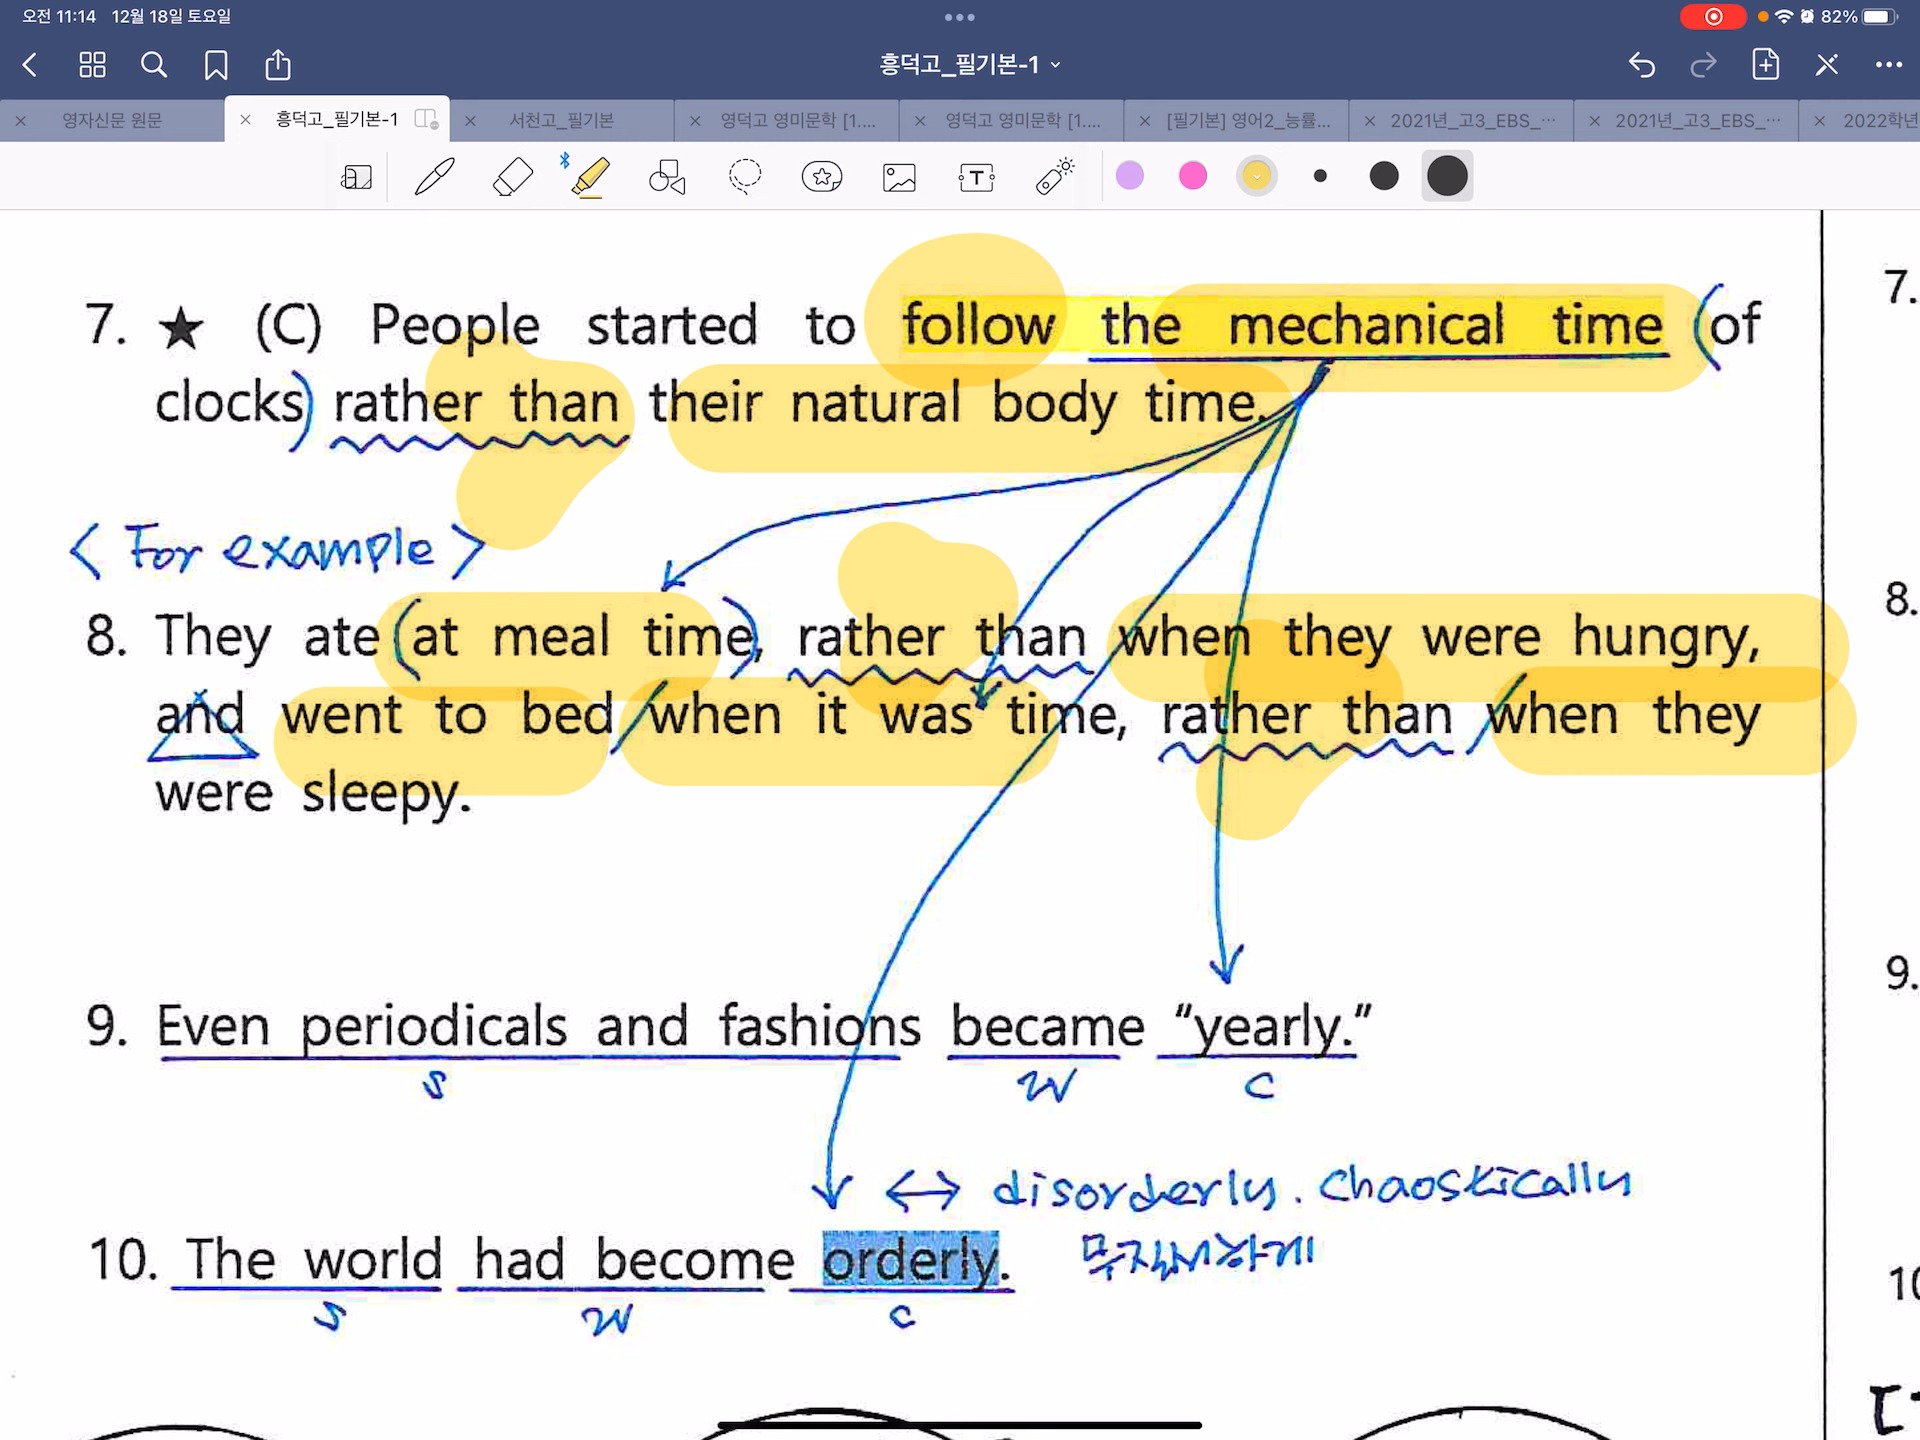 오전 11:14 12월 18일 토요일
82%
흥덕고_필기본-1
영자신문 원문
흥덕고_필기본-1
서천고_필기본
영덕고 영미문학 [1....
영덕고 영미문학 [1....
[필기본] 영어2_능률...
2021년_고3_EBS_...
2021년_고3_EBS_...
2022학년
7. ★ (C) People started to follow the mechanical time (of
clocks) rather than their natural body time.
< For example >
8. They ate (at meal time), rather than when they were hungry,
and went to bed / when it was time, rather than / when they
were sleepy.
9. Even periodicals and fashions became “yearly.”
S V C
↔ disorderly. Chaostically
10. The world had become orderly.
무질서하게
S V C
7.
8.
9.
10